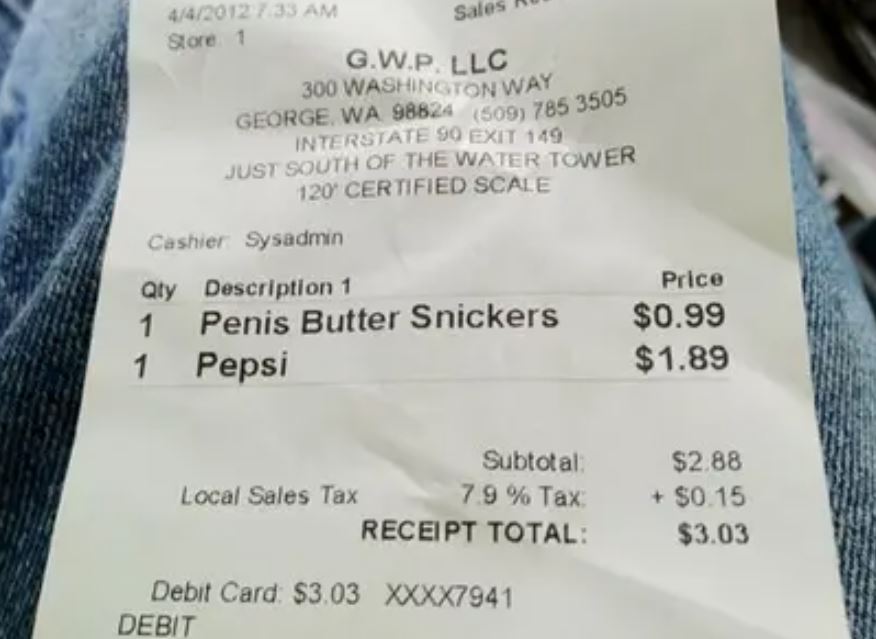 4/4/2012 7:33 AM
Sales
Store 1
G.W.P. LLC
300 WASHINGTON WAY
GEORGE, WA 98824 (509) 785 3505
INTERSTATE 90 EXIT 149
JUST SOUTH OF THE WATER TOWER
120' CERTIFIED SCALE
Cashier: Sysadmin
Qty Description 1 Price
1 Penis Butter Snickers $0.99
1 Pepsi $1.89
Subtotal: $2.88
Local Sales Tax 7.9 % Tax: + $0.15
RECEIPT TOTAL: $3.03
Debit Card: $3.03 XXXX7941
DEBIT